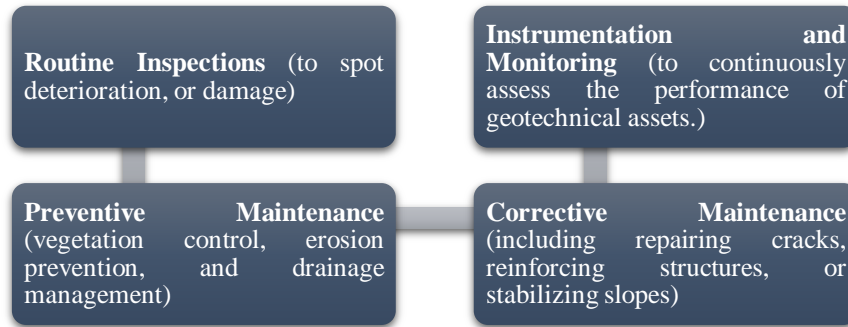 Routine Inspections (to spot
deterioration, or damage)
Preventive Maintenance
(vegetation control, erosion
prevention, and drainage
management)
Corrective Maintenance
(including repairing cracks,
reinforcing structures, or
stabilizing slopes)
Instrumentation and
Monitoring (to continuously
assess the performance of
geotechnical assets.)